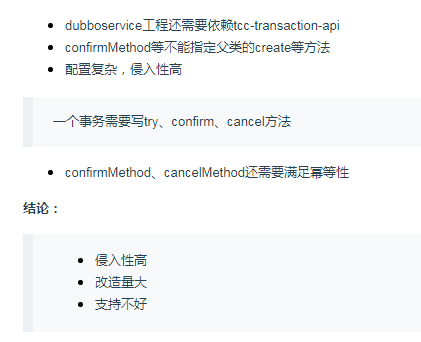 dubboservice工程还需要依赖tcc-transaction-api
confirmMethod等不能指定父类的create等方法
配置复杂，侵入性高
一个事务需要写try、confirm、cancel方法
confirmMethod、cancelMethod还需要满足幂等性
结论：
侵入性高
改造量大
支持不好